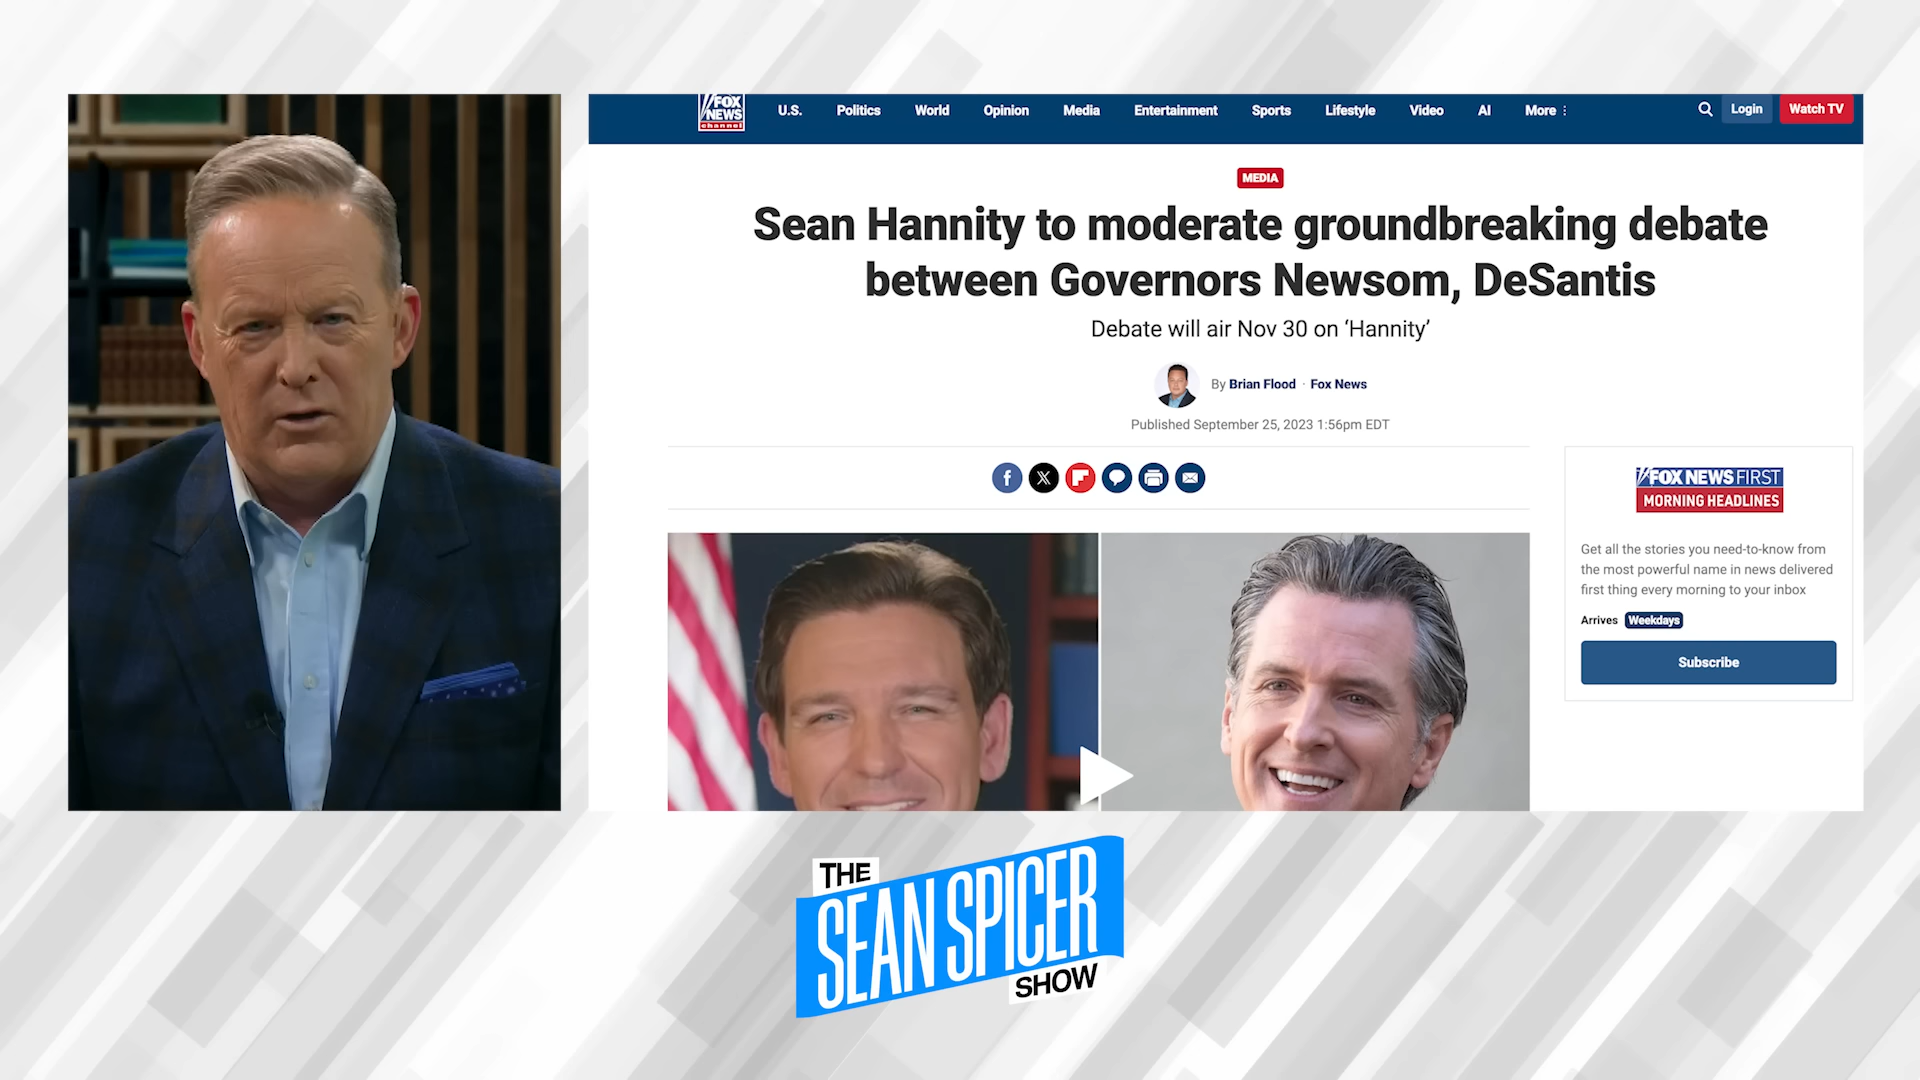 FOX
NEWS
channel
U.S. Politics World Opinion Media Entertainment Sports Lifestyle Video AI More Login Watch TV
MEDIA
Sean Hannity to moderate groundbreaking debate
between Governors Newsom, DeSantis
Debate will air Nov 30 on ‘Hannity’
By Brian Flood · Fox News
Published September 25, 2023 1:56pm EDT
FOX NEWS FIRST
MORNING HEADLINES
Get all the stories you need-to-know from
the most powerful name in news delivered
first thing every morning to your inbox
Arrives Weekdays
Subscribe
THE
SEAN SPICER
SHOW